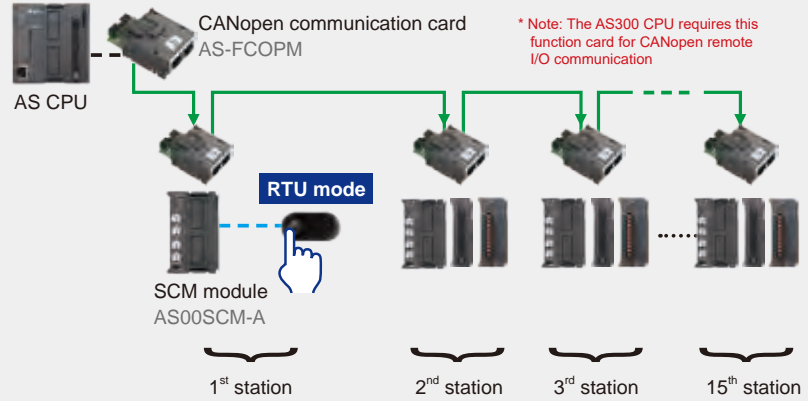 CANopen communication card
AS-FCOPM
* Note: The AS300 CPU requires this
function card for CANopen remote
I/O communication
AS CPU
RTU mode
SCM module
AS00SCM-A
1st station
2nd station
3rd station
15th station